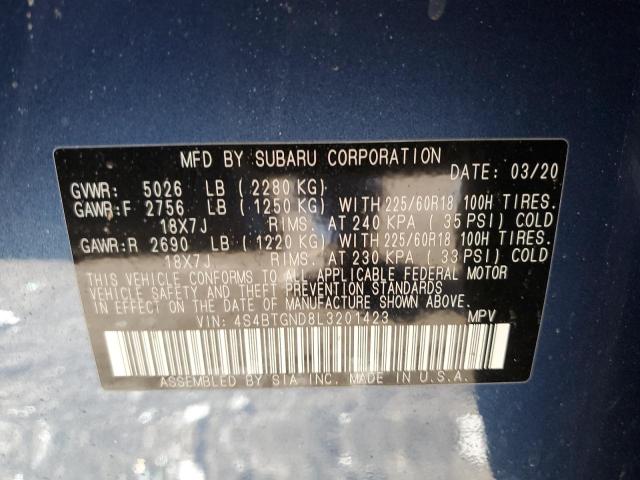 MFD BY SUBARU CORPORATION
DATE: 03/20
GVWR: 5026 LB ( 2280 KG)
GAWR:F 2756 LB ( 1250 KG) WITH 225/60R18 100H TIRES.
18X7J RIMS. AT 240 KPA ( 35 PSI) COLD
GAWR:R 2690 LB ( 1220 KG) WITH 225/60R18 100H TIRES.
18X7J RIMS. AT 230 KPA ( 33 PSI) COLD
THIS VEHICLE CONFORMS TO ALL APPLICABLE FEDERAL MOTOR
VEHICLE SAFETY AND THEFT PREVENTION STANDARDS
IN EFFECT ON THE DATE OF MANUFACTURE SHOWN ABOVE.
VIN: 4S4BTGND8L3201423 MPV
ASSEMBLED BY SIA INC. MADE IN U.S.A.